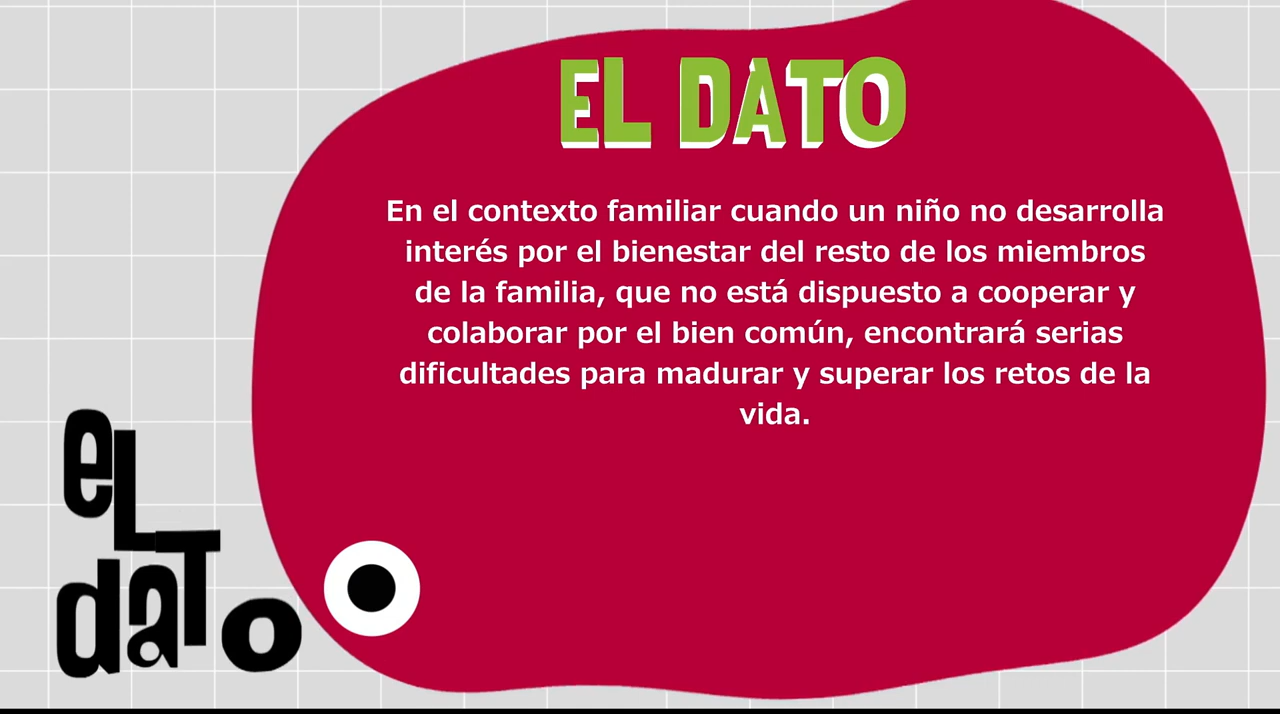 EL DATO
En el contexto familiar cuando un niño no desarrolla
interés por el bienestar del resto de los miembros
de la familia, que no está dispuesto a cooperar y
colaborar por el bien común, encontrará serias
dificultades para madurar y superar los retos de la
vida.
eL
daTo